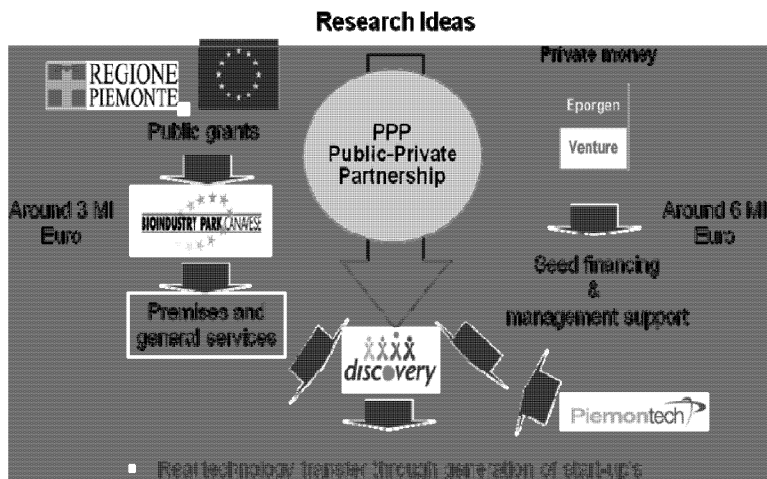 Research Ideas
REGIONE
PIEMONTE
Public grants
Private money
Eporgen
Venture
PPP
Public-Private
Partnership
Around 3 Ml
Euro
BIOINDUSTRY PARK CANAVESE
Around 6 Ml
Euro
Seed financing
&
management support
Premises and
general services
discovery
Piemontech
Real technology transfer through generation of start-up's